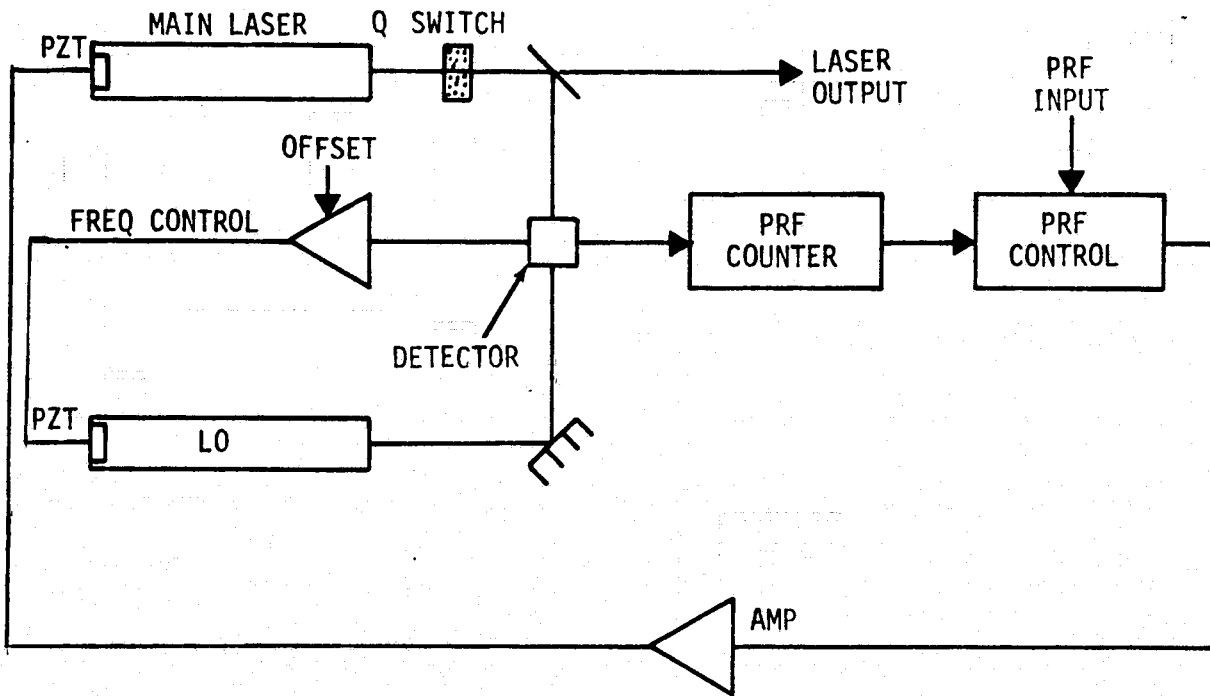 MAIN LASER
Q SWITCH
PZT
LASER
OUTPUT
PRF
INPUT
OFFSET
FREQ CONTROL
PRF
COUNTER
PRF
CONTROL
DETECTOR
PZT
LO
AMP